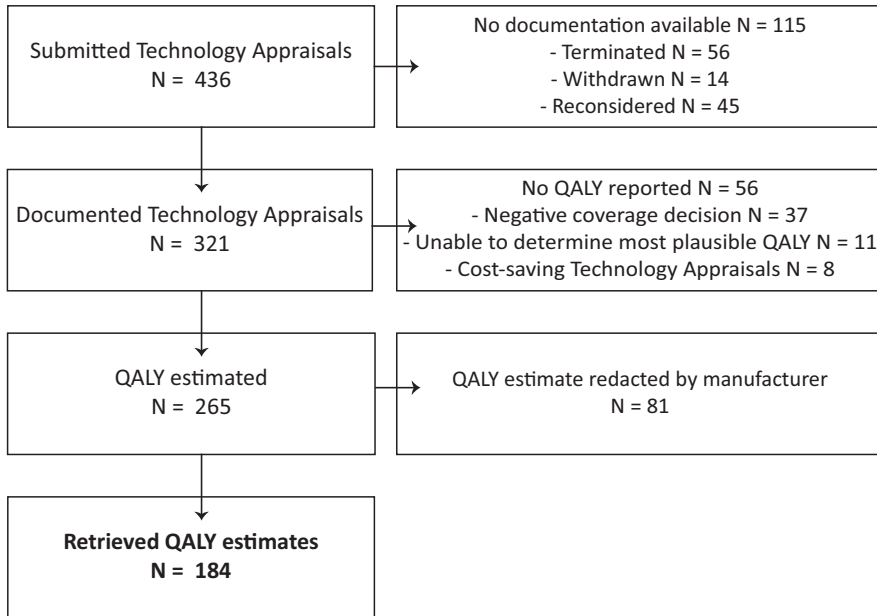 Submitted Technology Appraisals
N = 436
No documentation available N = 115
- Terminated N = 56
- Withdrawn N = 14
- Reconsidered N = 45
Documented Technology Appraisals
N = 321
No QALY reported N = 56
- Negative coverage decision N = 37
- Unable to determine most plausible QALY N = 11
- Cost-saving Technology Appraisals N = 8
QALY estimated
N = 265
QALY estimate redacted by manufacturer
N = 81
Retrieved QALY estimates
N = 184